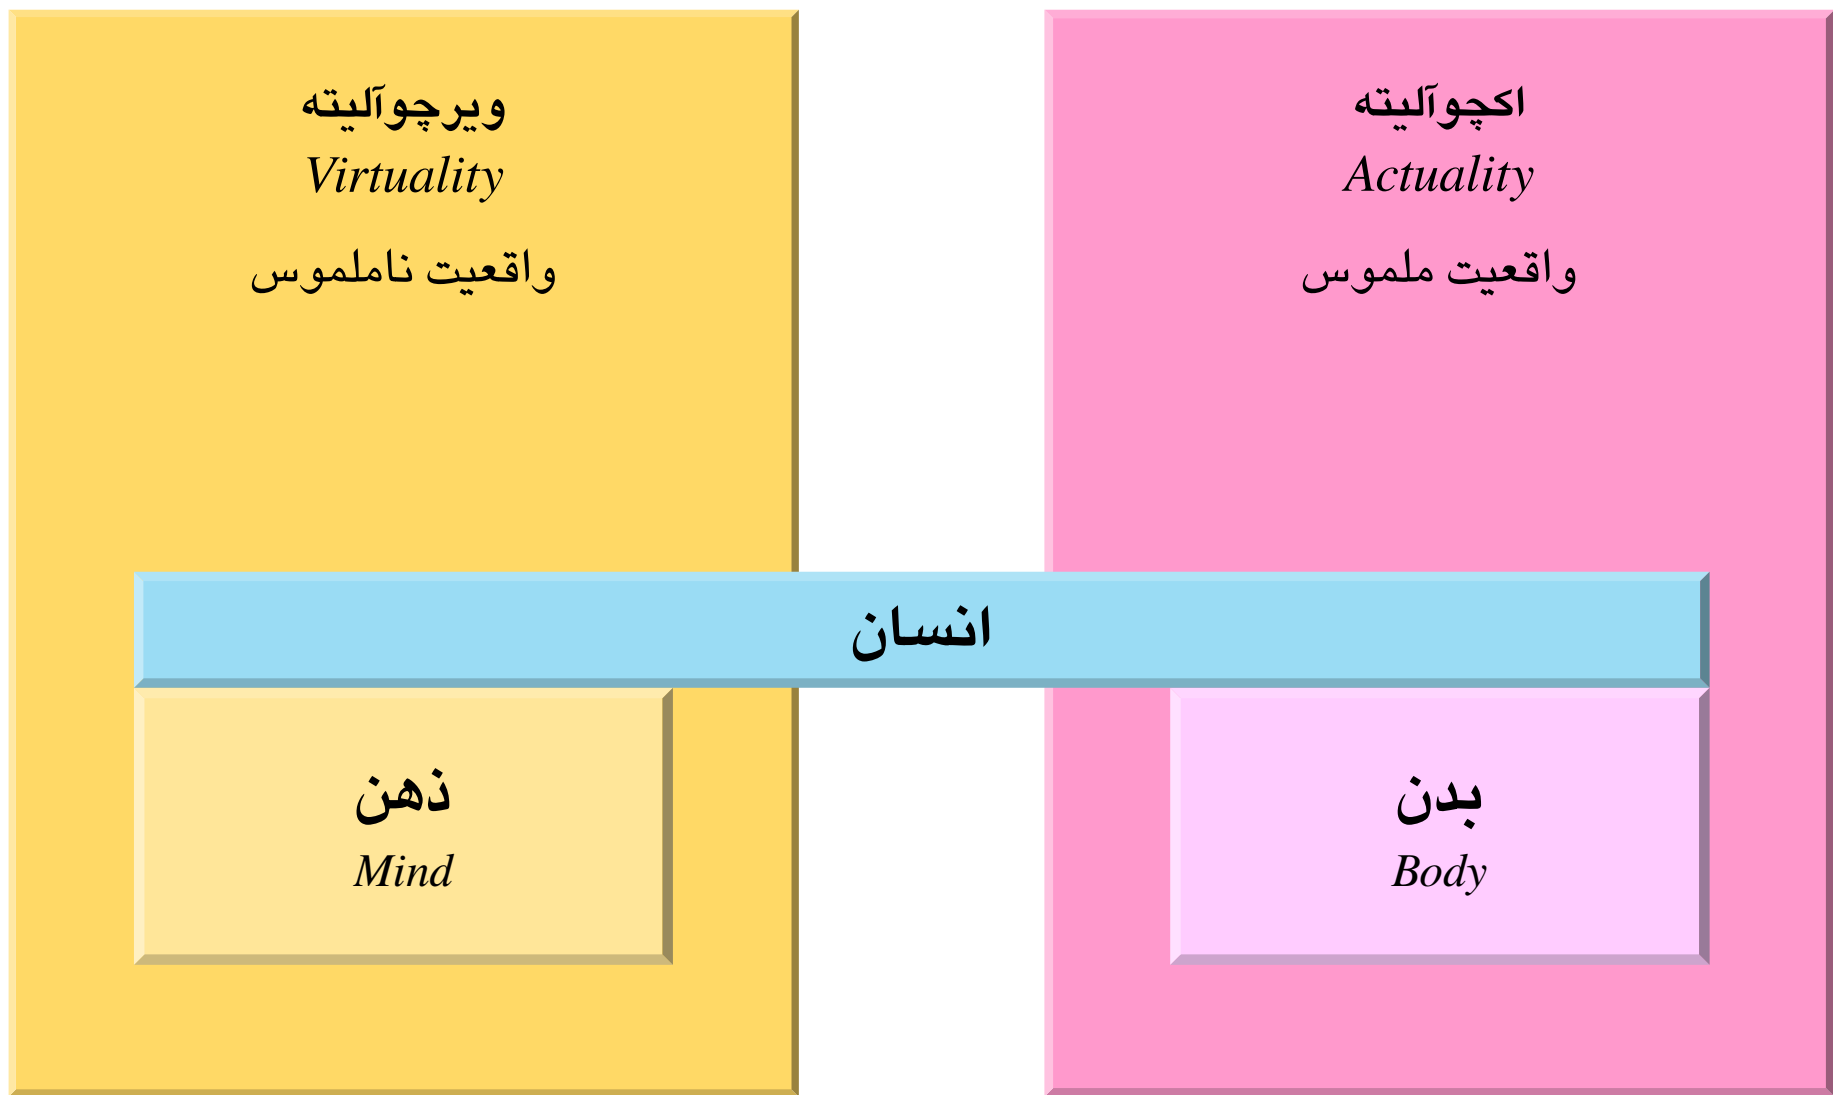 اکچوآلیته
Actuality
واقعیت ملموس
ویرچوآلیته
Virtuality
واقعیت ناملموس
انسان
بدن
Body
ذهن
Mind